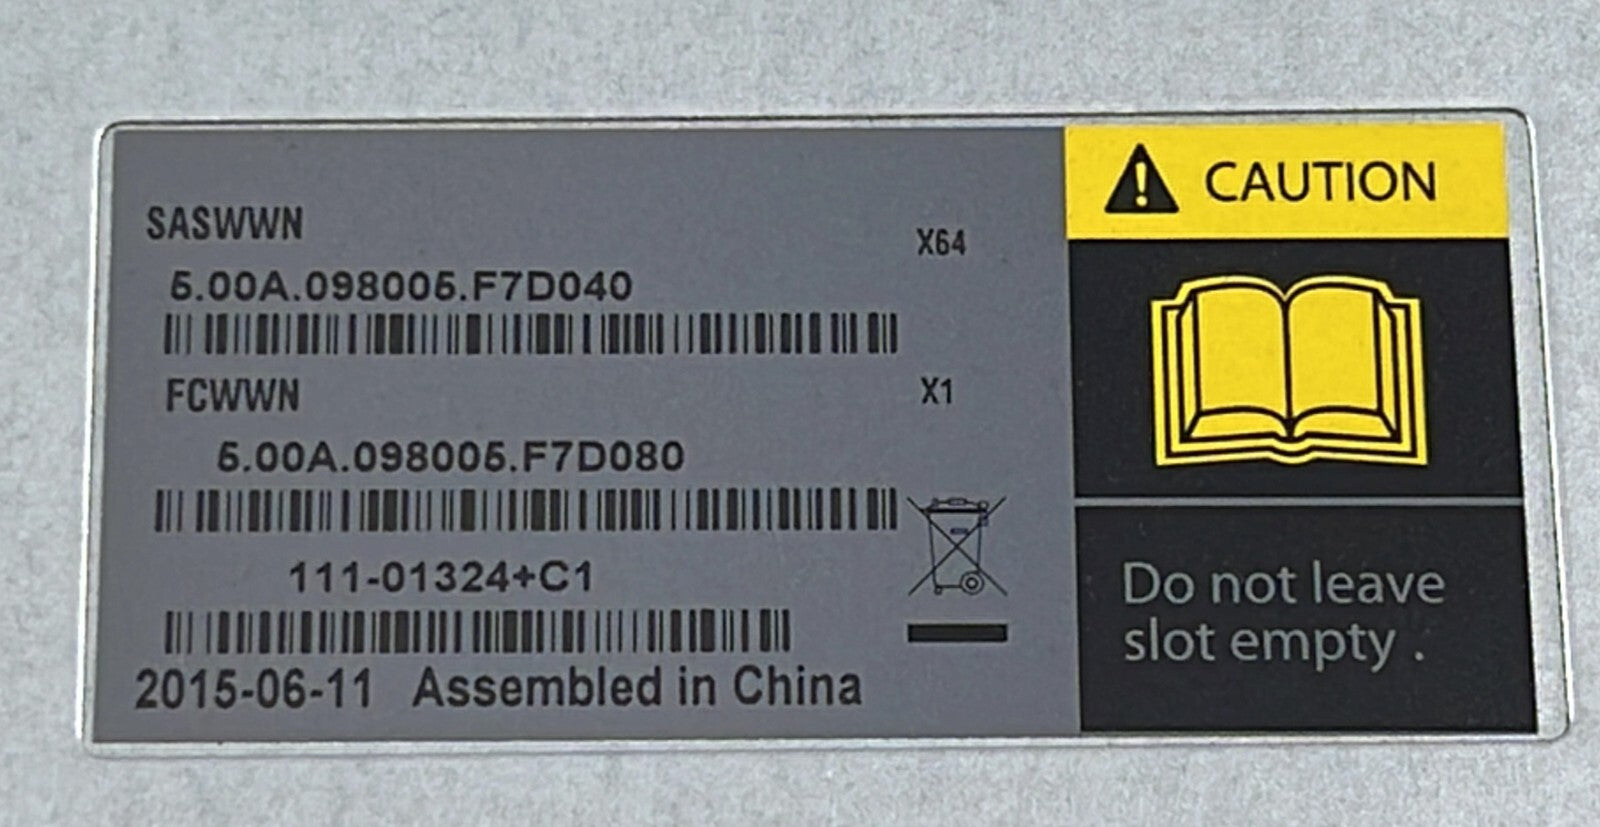 SASWWN
X64
5.00A.098005.F7D040
FCWWN
X1
5.00A.098005.F7D080
111-01324+C1
2015-06-11 Assembled in China
CAUTION
Do not leave
slot empty .